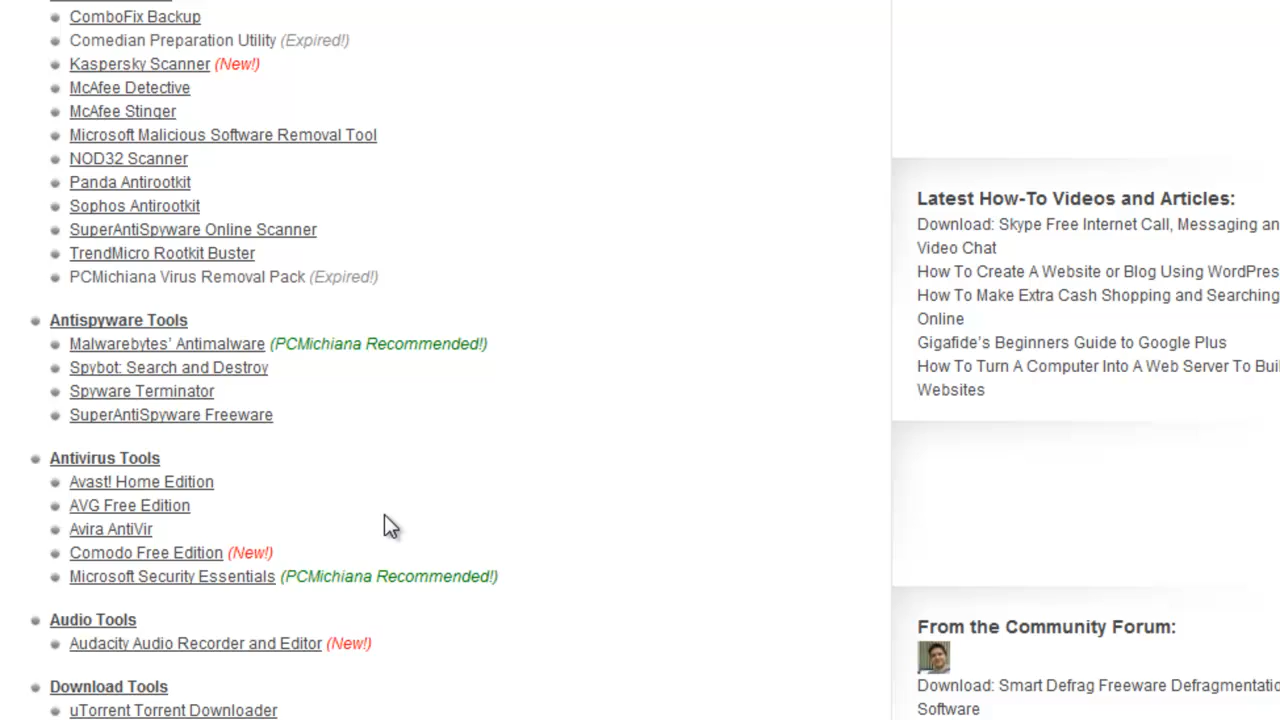 ComboFix Backup
Comedian Preparation Utility (Expired!)
Kaspersky Scanner (New!)
McAfee Detective
McAfee Stinger
Microsoft Malicious Software Removal Tool
NOD32 Scanner
Panda Antirootkit
Sophos Antirootkit
SuperAntiSpyware Online Scanner
TrendMicro Rootkit Buster
PCMichiana Virus Removal Pack (Expired!)
Antispyware Tools
Malwarebytes’ Antimalware (PCMichiana Recommended!)
Spybot: Search and Destroy
Spyware Terminator
SuperAntiSpyware Freeware
Antivirus Tools
Avast! Home Edition
AVG Free Edition
Avira AntiVir
Comodo Free Edition (New!)
Microsoft Security Essentials (PCMichiana Recommended!)
Audio Tools
Audacity Audio Recorder and Editor (New!)
Download Tools
uTorrent Torrent Downloader
Latest How-To Videos and Articles:
Download: Skype Free Internet Call, Messaging an
Video Chat
How To Create A Website or Blog Using WordPres
How To Make Extra Cash Shopping and Searching
Online
Gigafide’s Beginners Guide to Google Plus
How To Turn A Computer Into A Web Server To Bui
Websites
From the Community Forum:
Download: Smart Defrag Freeware Defragmentatio
Software